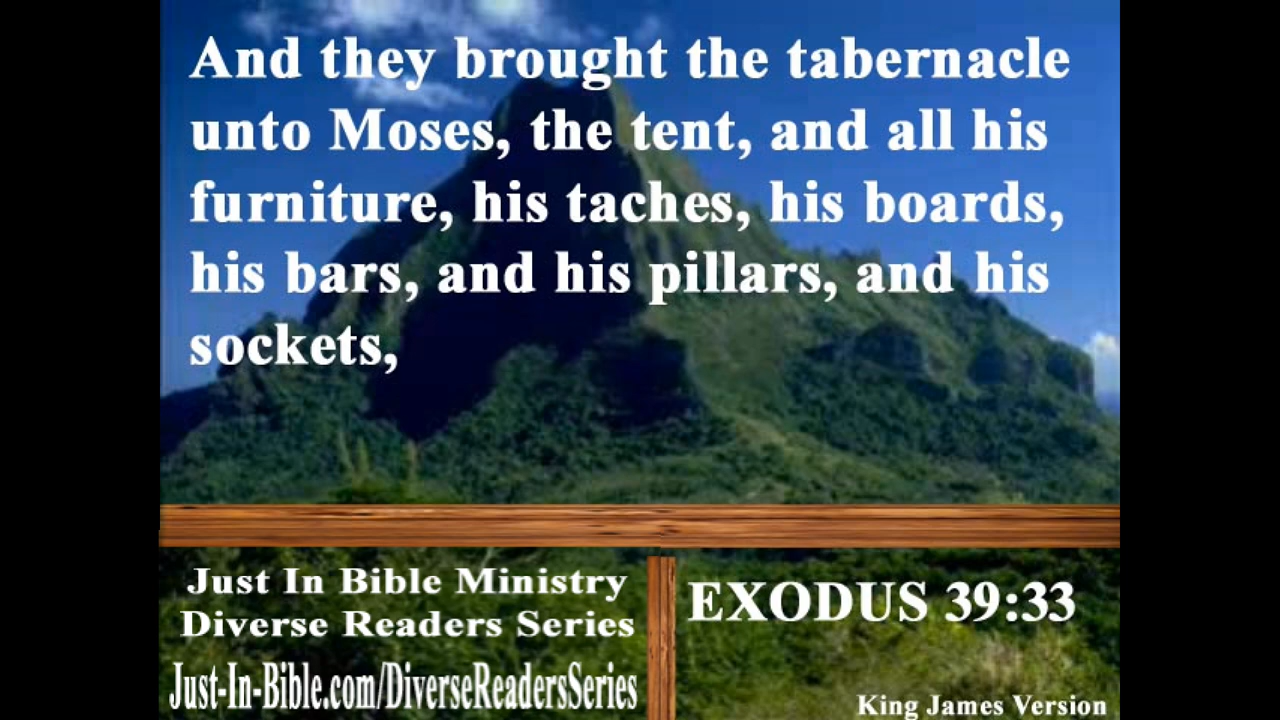 And they brought the tabernacle
unto Moses, the tent, and all his
furniture, his taches, his boards,
his bars, and his pillars, and his
sockets,
Just In Bible Ministry
Diverse Readers Series
Just-In-Bible.com/DiverseReadersSeries
EXODUS 39:33
King James Version